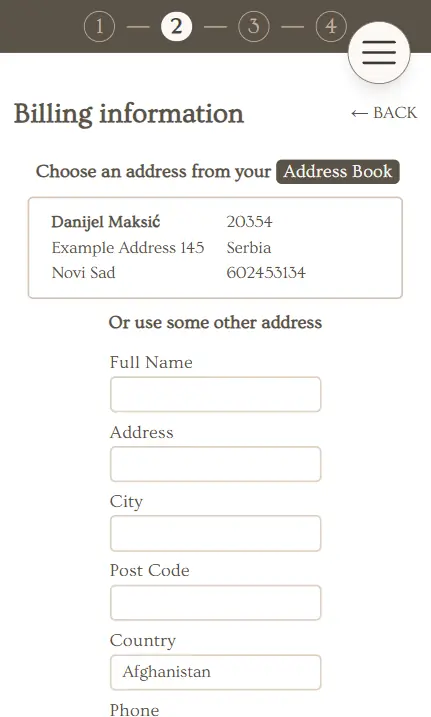 1 — 2 — 3 — 4
Billing information
← BACK
Choose an address from your Address Book
Danijel Maksić 20354
Example Address 145 Serbia
Novi Sad 602453134
Or use some other address
Full Name
Address
City
Post Code
Country
Afghanistan
Phone